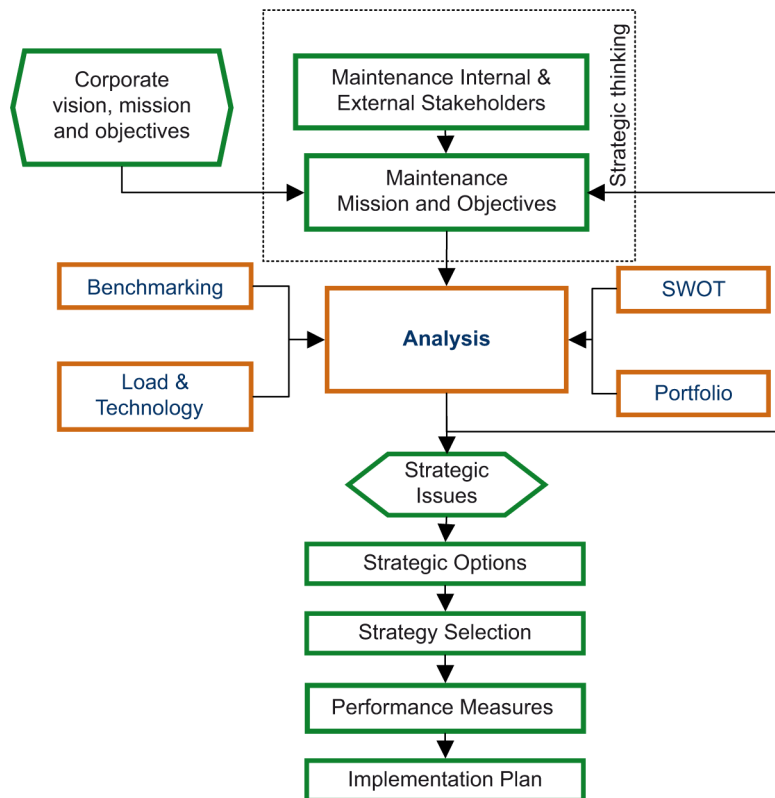 Corporate
vision, mission
and objectives
Maintenance Internal &
External Stakeholders
Strategic thinking
Maintenance
Mission and Objectives
Benchmarking
Load &
Technology
Analysis
SWOT
Portfolio
Strategic
Issues
Strategic Options
Strategy Selection
Performance Measures
Implementation Plan